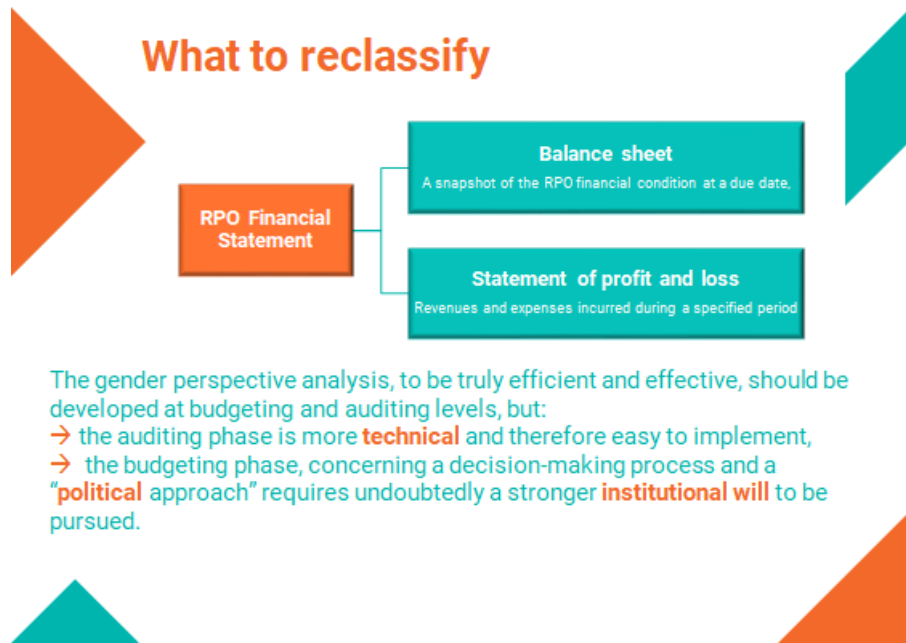 What to reclassify
RPO Financial
Statement
Balance sheet
A snapshot of the RPO financial condition at a due date,
Statement of profit and loss
Revenues and expenses incurred during a specified period
The gender perspective analysis, to be truly efficient and effective, should be
developed at budgeting and auditing levels, but:
→ the auditing phase is more technical and therefore easy to implement,
→ the budgeting phase, concerning a decision-making process and a
“political approach” requires undoubtedly a stronger institutional will to be
pursued.